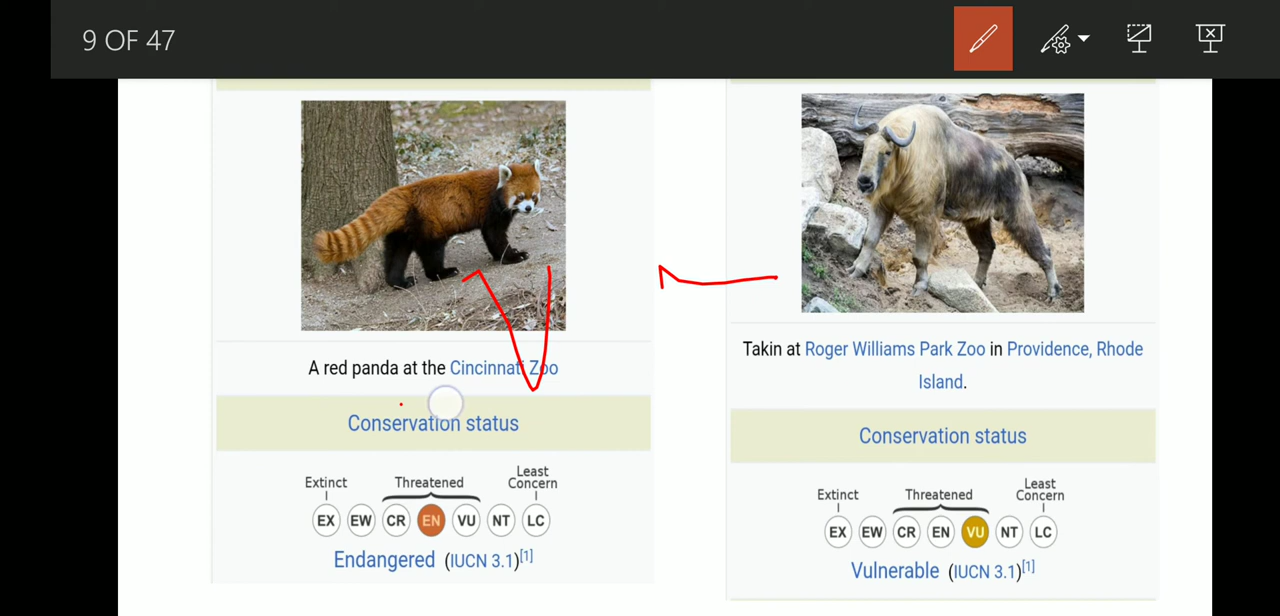 9 OF 47
A red panda at the Cincinnati Zoo
Conservation status
Extinct Threatened Least Concern
EX EW CR EN VU NT LC
Endangered (IUCN 3.1)[1]
Takin at Roger Williams Park Zoo in Providence, Rhode
Island.
Conservation status
Extinct Threatened Least Concern
EX EW CR EN VU NT LC
Vulnerable (IUCN 3.1)[1]